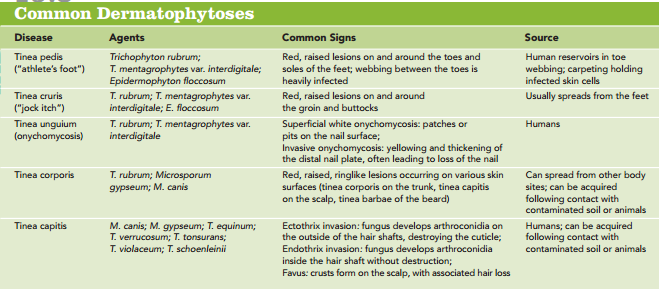 Common Dermatophytoses
Disease Agents Common Signs Source
Tinea pedis Trichophyton rubrum; Red, raised lesions on and around the toes and Human reservoirs in toe
("athlete's foot") T. mentagrophytes var. interdigitale; soles of the feet; webbing between the toes is webbing; carpeting holding
Epidermophyton floccosum heavily infected infected skin cells
Tinea cruris T. rubrum; T. mentagrophytes var. Red, raised lesions on and around Usually spreads from the feet
("jock itch") interdigitale; E. floccosum the groin and buttocks
Tinea unguium T. rubrum; T. mentagrophytes var. Superficial white onychomycosis: patches or Humans
(onychomycosis) interdigitale pits on the nail surface;
Invasive onychomycosis: yellowing and thickening of
the distal nail plate, often leading to loss of the nail
Tinea corporis T. rubrum; Microsporum Red, raised, ringlike lesions occurring on various skin Can spread from other body
gypseum; M. canis surfaces (tinea corporis on the trunk, tinea capitis sites; can be acquired
on the scalp, tinea barbae of the beard) following contact with
contaminated soil or animals
Tinea capitis M. canis; M. gypseum; T. equinum; Ectothrix invasion: fungus develops arthroconidia on Humans; can be acquired
T. verrucosum; T. tonsurans; the outside of the hair shafts, destroying the cuticle; following contact with
T. violaceum; T. schoenleinii Endothrix invasion: fungus develops arthroconidia contaminated soil or animals
inside the hair shaft without destruction;
Favus: crusts form on the scalp, with associated hair loss